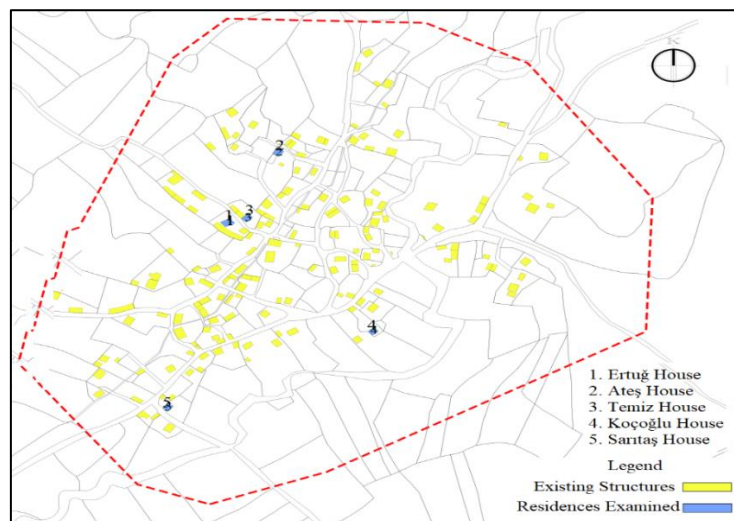 K
2
3
1
4
5
1. Ertuğ House
2. Ateş House
3. Temiz House
4. Koçoğlu House
5. Sarıtaş House
Legend
Existing Structures
Residences Examined